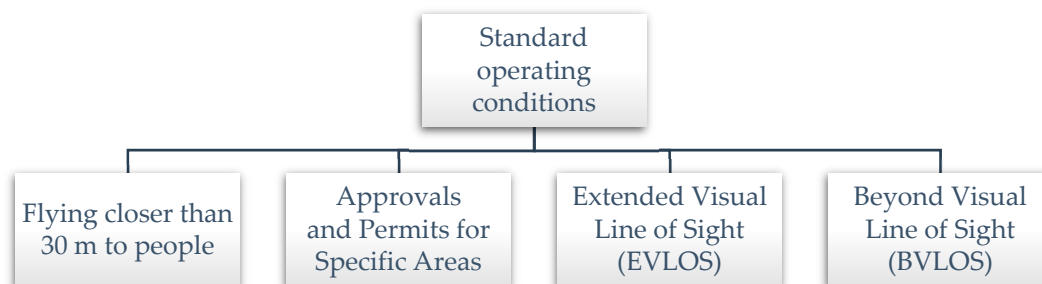 Standard
operating
conditions
Flying closer than
30 m to people
Approvals
and Permits for
Specific Areas
Extended Visual
Line of Sight
(EVLOS)
Beyond Visual
Line of Sight
(BVLOS)